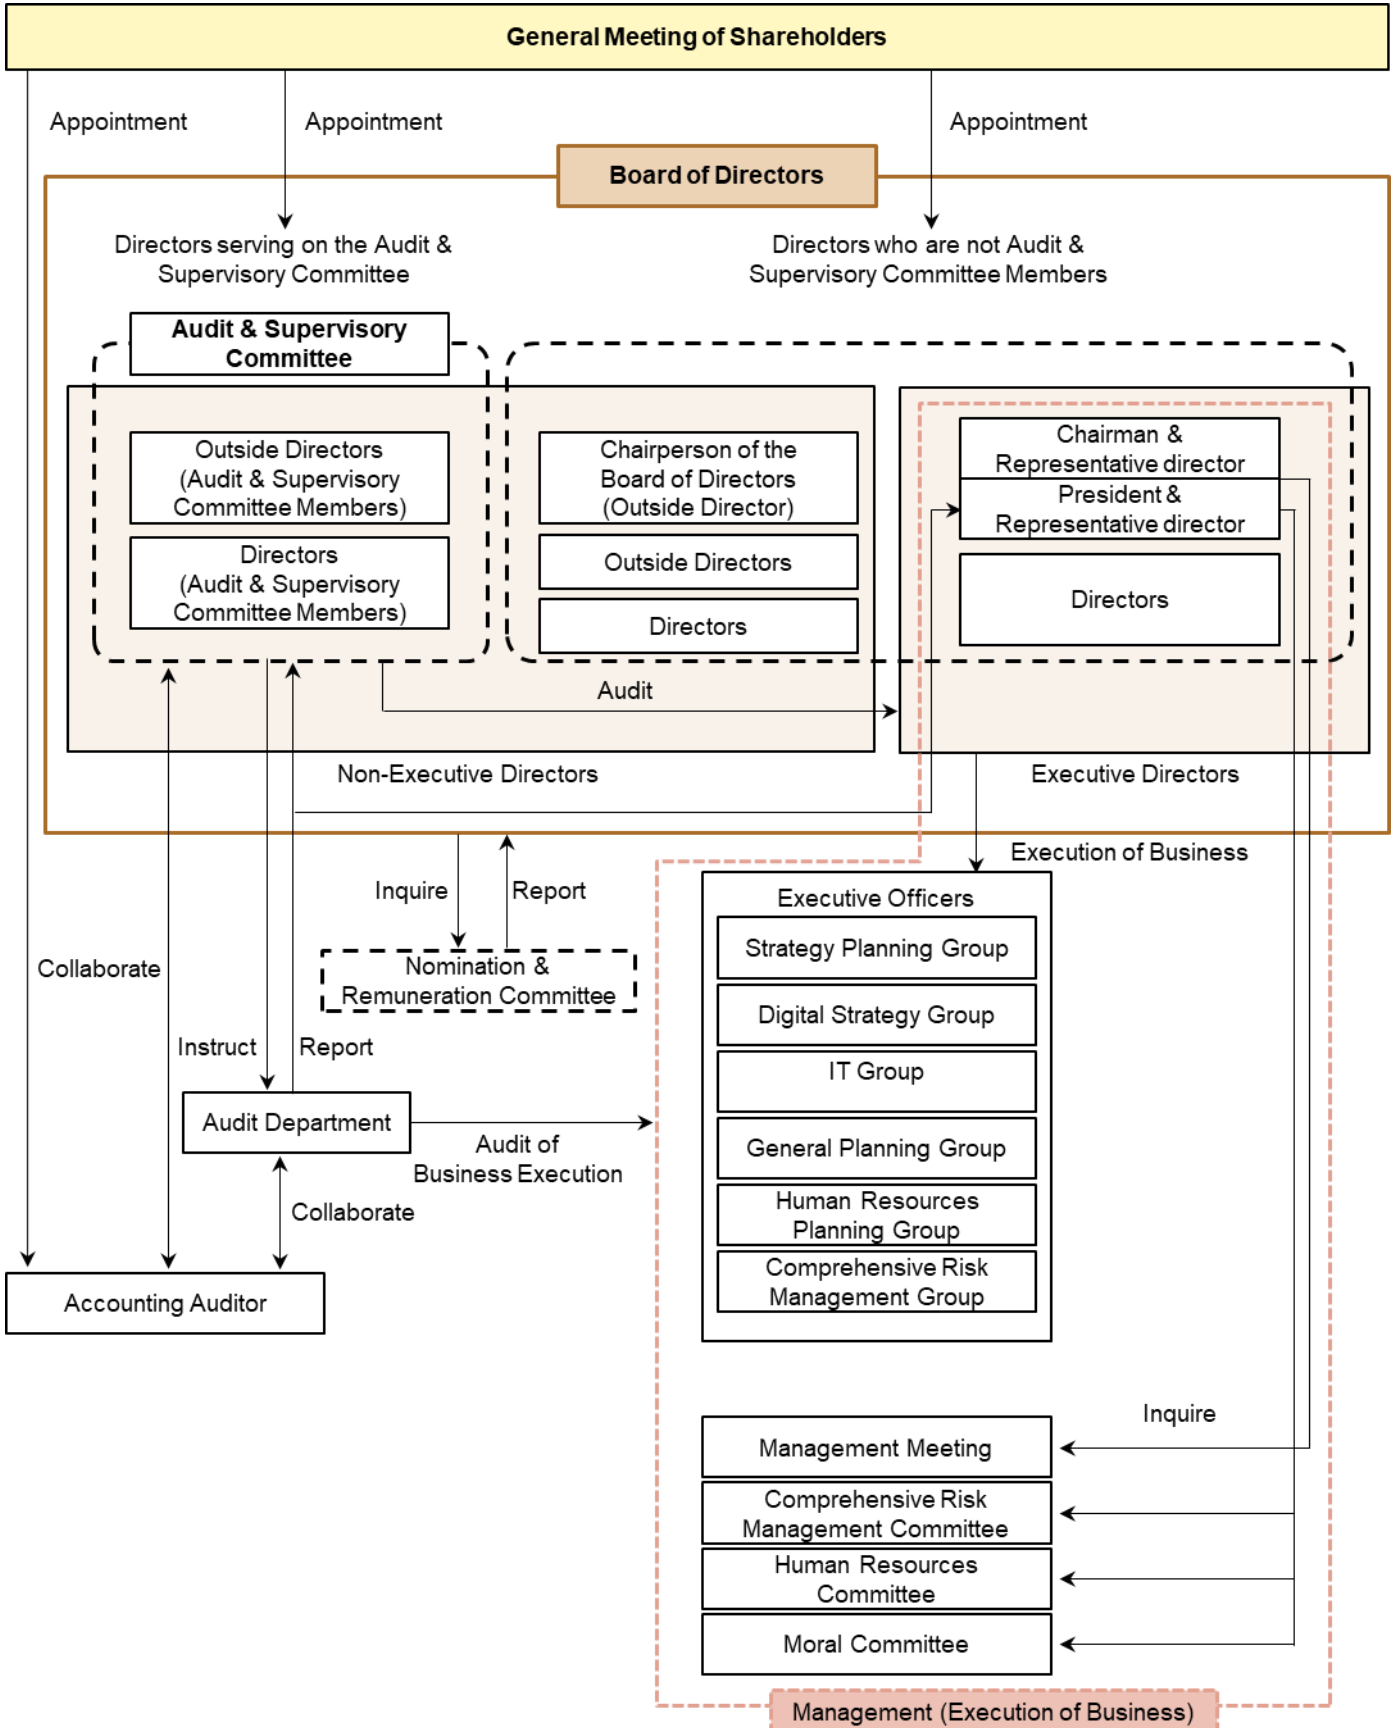 General Meeting of Shareholders
Appointment
Appointment
Appointment
Board of Directors
Directors serving on the Audit &
Supervisory Committee
Directors who are not Audit &
Supervisory Committee Members
Audit & Supervisory
Committee
Outside Directors
(Audit & Supervisory
Committee Members)
Directors
(Audit & Supervisory
Committee Members)
Chairperson of the
Board of Directors
(Outside Director)
Outside Directors
Directors
Chairman &
Representative director
President &
Representative director
Directors
Audit
Non-Executive Directors
Executive Directors
Execution of Business
Inquire
Report
Nomination &
Remuneration Committee
Collaborate
Instruct
Report
Audit Department
Audit of
Business Execution
Collaborate
Accounting Auditor
Executive Officers
Strategy Planning Group
Digital Strategy Group
IT Group
General Planning Group
Human Resources
Planning Group
Comprehensive Risk
Management Group
Inquire
Management Meeting
Comprehensive Risk
Management Committee
Human Resources
Committee
Moral Committee
Management (Execution of Business)